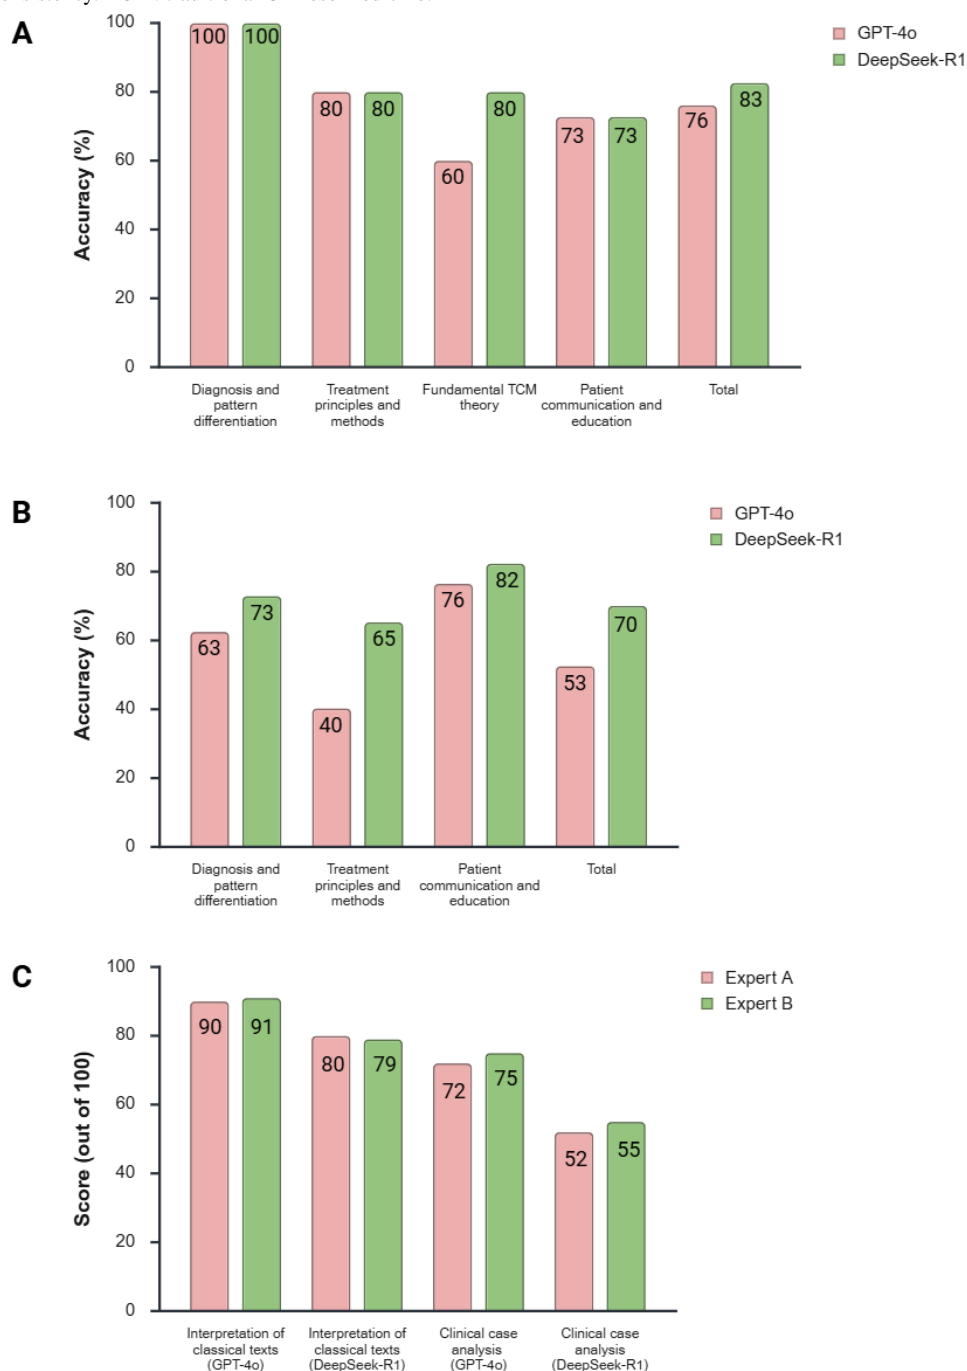 A
100
80
60
40
20
0
Accuracy (%)
100 100
80 80
60 80
73 73
76 83
GPT-4o
DeepSeek-R1
Diagnosis and
pattern
differentiation
Treatment
principles and
methods
Fundamental TCM
theory
Patient
communication and
education
Total
B
100
80
60
40
20
0
Accuracy (%)
63 73
40 65
76 82
53 70
GPT-4o
DeepSeek-R1
Diagnosis and
pattern
differentiation
Treatment
principles and
methods
Patient
communication and
education
Total
C
100
80
60
40
20
0
Score (out of 100)
90 91
80 79
72 75
52 55
Expert A
Expert B
Interpretation of
classical texts
(GPT-4o)
Interpretation of
classical texts
(DeepSeek-R1)
Clinical case
analysis
(GPT-4o)
Clinical case
analysis
(DeepSeek-R1)